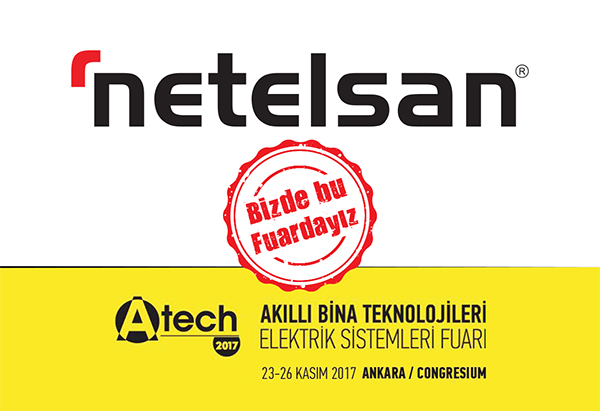 netelsan®
Bizde bu
Fuardayız
Atech
2017
AKILLI BİNA TEKNOLOJİLERİ
ELEKTRİK SİSTEMLERİ FUARI
23-26 KASIM 2017 ANKARA / CONGRESIUM